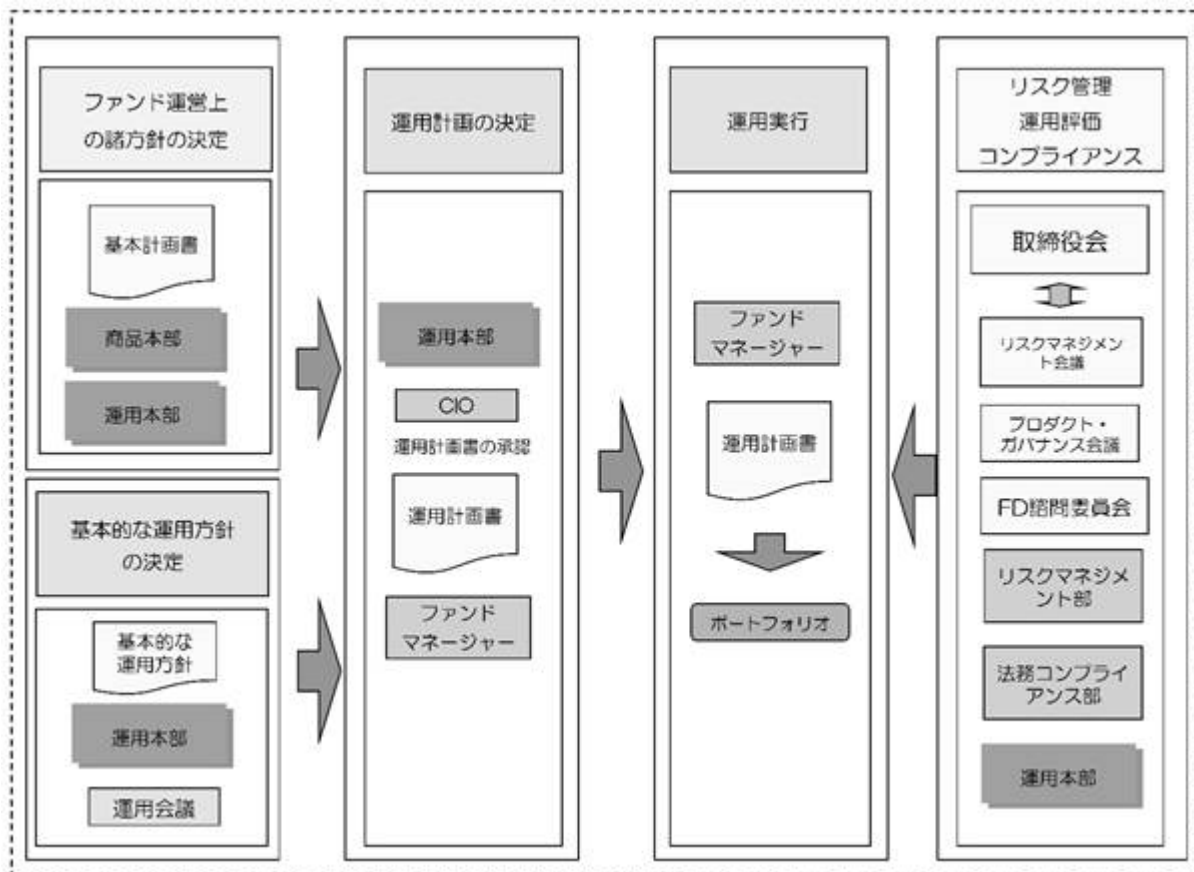 ファンド運営上
の諸方針の決定
基本計画書
商品本部
運用本部
基本的な運用方針
の決定
基本的な
運用方針
運用本部
運用会議
運用計画の決定
運用本部
CIO
運用計画書の承認
運用計画書
ファンド
マネージャー
運用実行
ファンド
マネージャー
運用計画書
ポートフォリオ
リスク管理
運用評価
コンプライアンス
取締役会
リスクマネジメン
ト会議
プロダクト・
ガバナンス会議
FD諮問委員会
リスクマネジメ
ント部
法務コンプライ
アンス部
運用本部